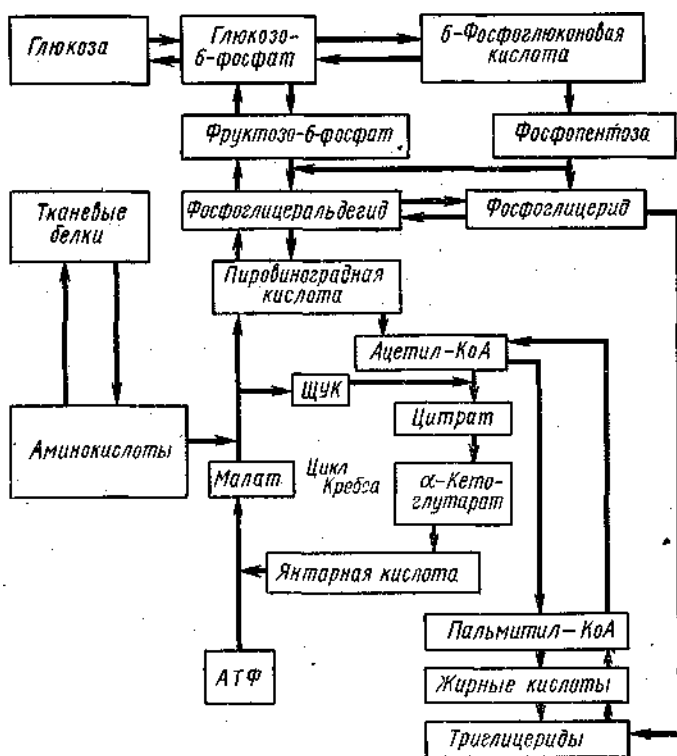 Глюкоза
Глюкозо-
6-фосфат
6-Фосфоглюконовая
кислота
Фруктозо-6-фосфат
Фосфопентоза
Тканевые
белки
Фосфоглицеральдегид
Фосфоглицерид
Пировиноградная
кислота
Ацетил-КоА
ЩУК
Цитрат
Аминокислоты
Малат
Цикл
Кребса
α-Кето-
глутарат
Янтарная кислота
Пальмитил-КоА
АТФ
Жирные кислоты
Триглицериды